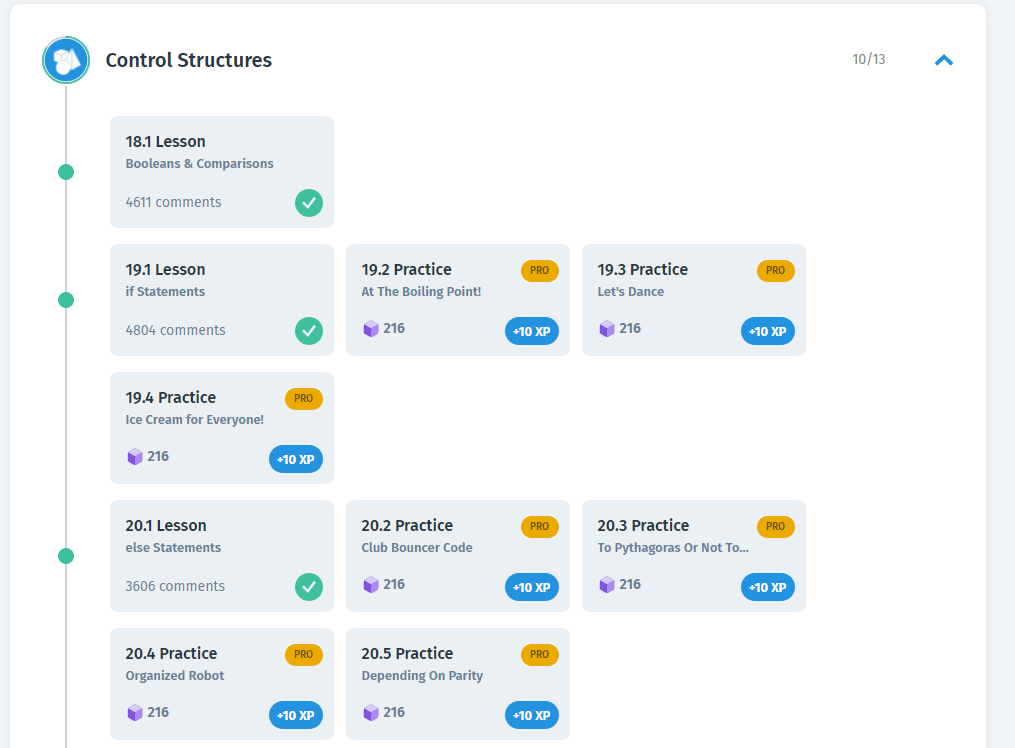 Control Structures
10/13
18.1 Lesson
Booleans & Comparisons
4611 comments
19.1 Lesson
if Statements
4804 comments
19.2 Practice
PRO
At The Boiling Point!
216
+10 XP
19.3 Practice
PRO
Let's Dance
216
+10 XP
19.4 Practice
PRO
Ice Cream for Everyone!
216
+10 XP
20.1 Lesson
else Statements
3606 comments
20.2 Practice
PRO
Club Bouncer Code
216
+10 XP
20.3 Practice
PRO
To Pythagoras Or Not To...
216
+10 XP
20.4 Practice
PRO
Organized Robot
216
+10 XP
20.5 Practice
PRO
Depending On Parity
216
+10 XP